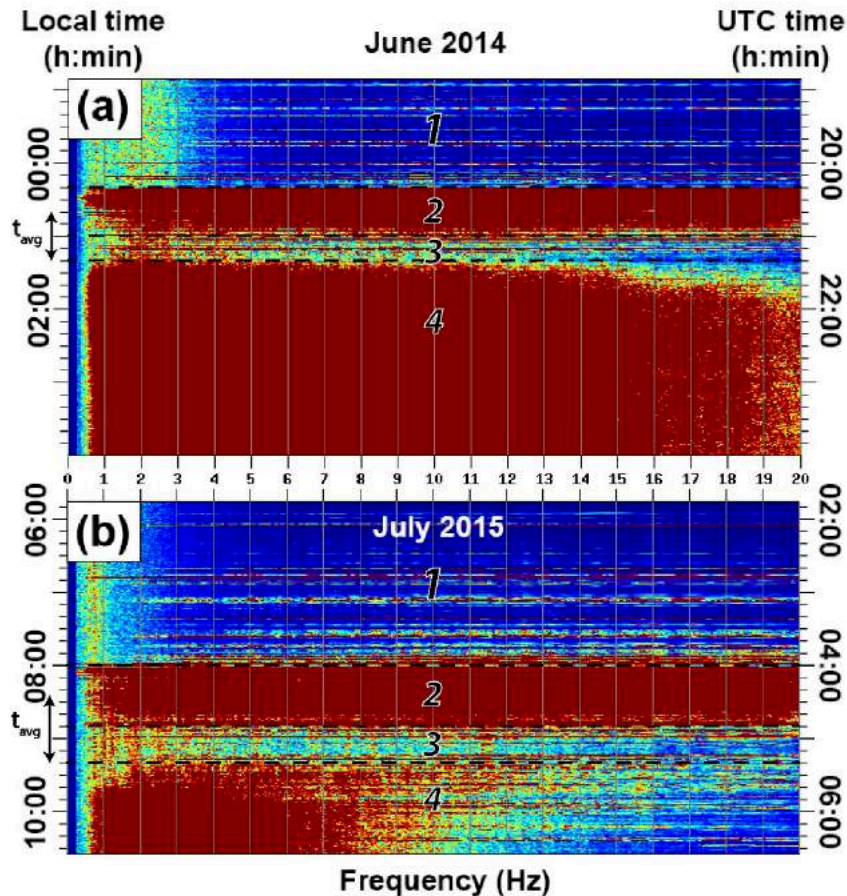 Local time
(h:min)
June 2014
UTC time
(h:min)
(a)
1
00:00
20:00
2
t avg
3
02:00
22:00
4
0 0.5 1 2 3 4 5 6 7 8 9 10 11 12 13 14 15 16 17 18 19 20
(b)
July 2015
06:00
02:00
1
08:00
04:00
2
t avg
3
4
10:00
06:00
Frequency (Hz)